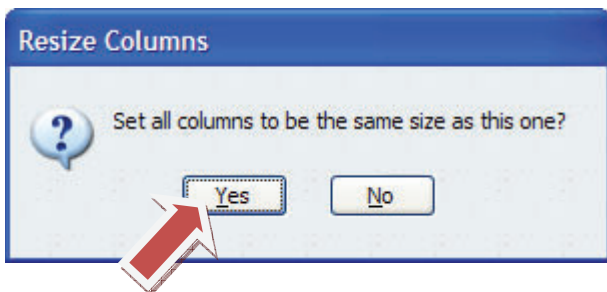 Resize Columns
Set all columns to be the same size as this one?
Yes
No